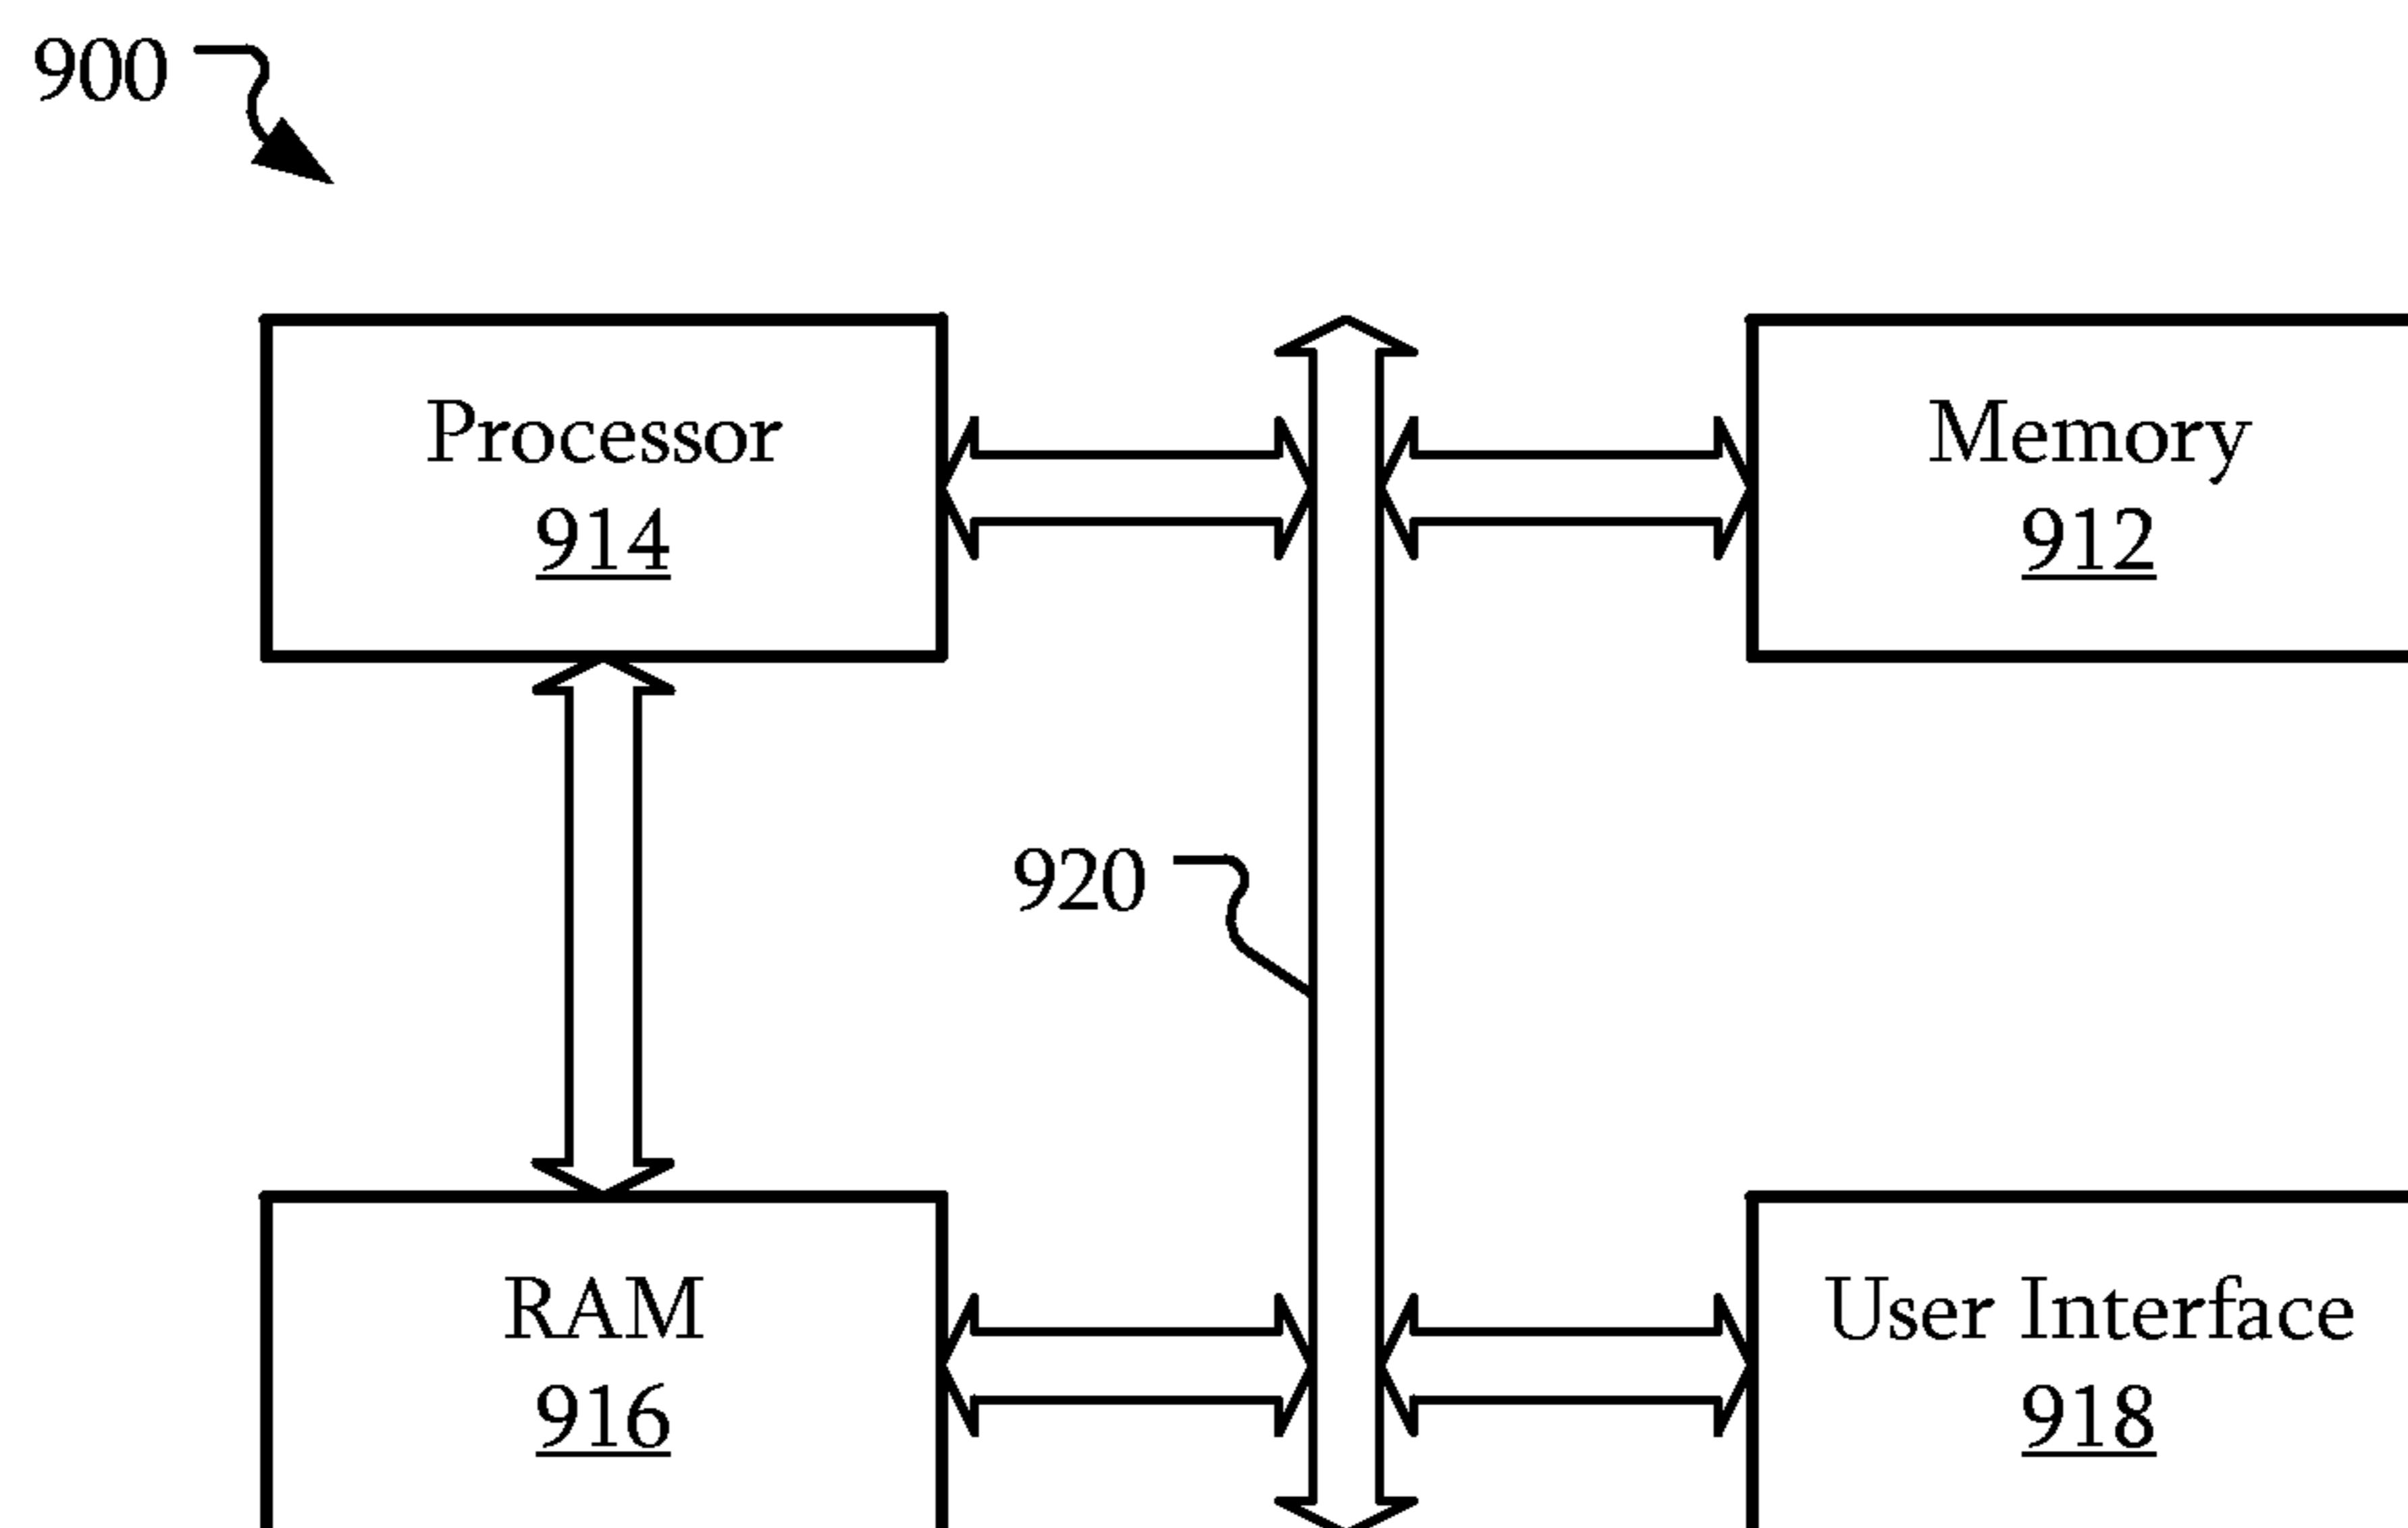 900
Processor
914
Memory
912
920
RAM
916
User Interface
918